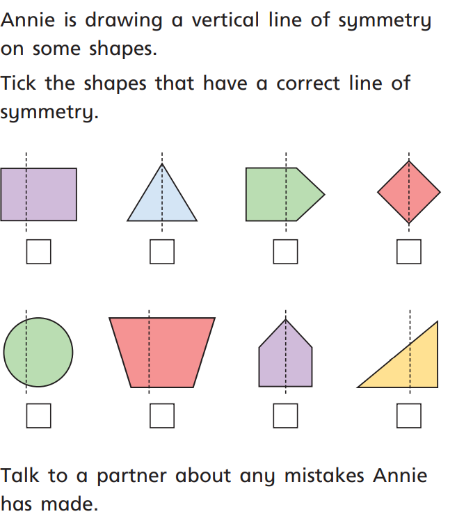 Annie is drawing a vertical line of symmetry
on some shapes.
Tick the shapes that have a correct line of
symmetry.
Talk to a partner about any mistakes Annie
has made.